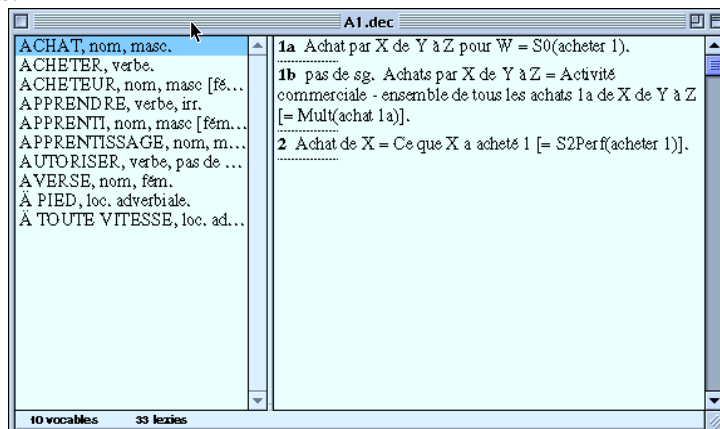 A1.dec
ACHAT, nom, masc.
ACHETER, verbe.
ACHETEUR, nom, masc [fé...
APPRENDRE, verbe, irr.
APPRENTI, nom, masc [fém...
APPRENTISSAGE, nom, m...
AUTORISER, verbe, pas de ...
AVERSE, nom, fém.
À PIED, loc. adverbiale.
À TOUTE VITESSE, loc. ad...
1a Achat par X de Y à Z pour W = S0(acheter 1).
1b pas de sg. Achats par X de Y à Z = Activité
commerciale - ensemble de tous les achats 1a de X de Y à Z
[= Mult(achat 1a)].
2 Achat de X = Ce que X a acheté 1 [= S2Perf(acheter 1)].
10 vocables 33 lexies